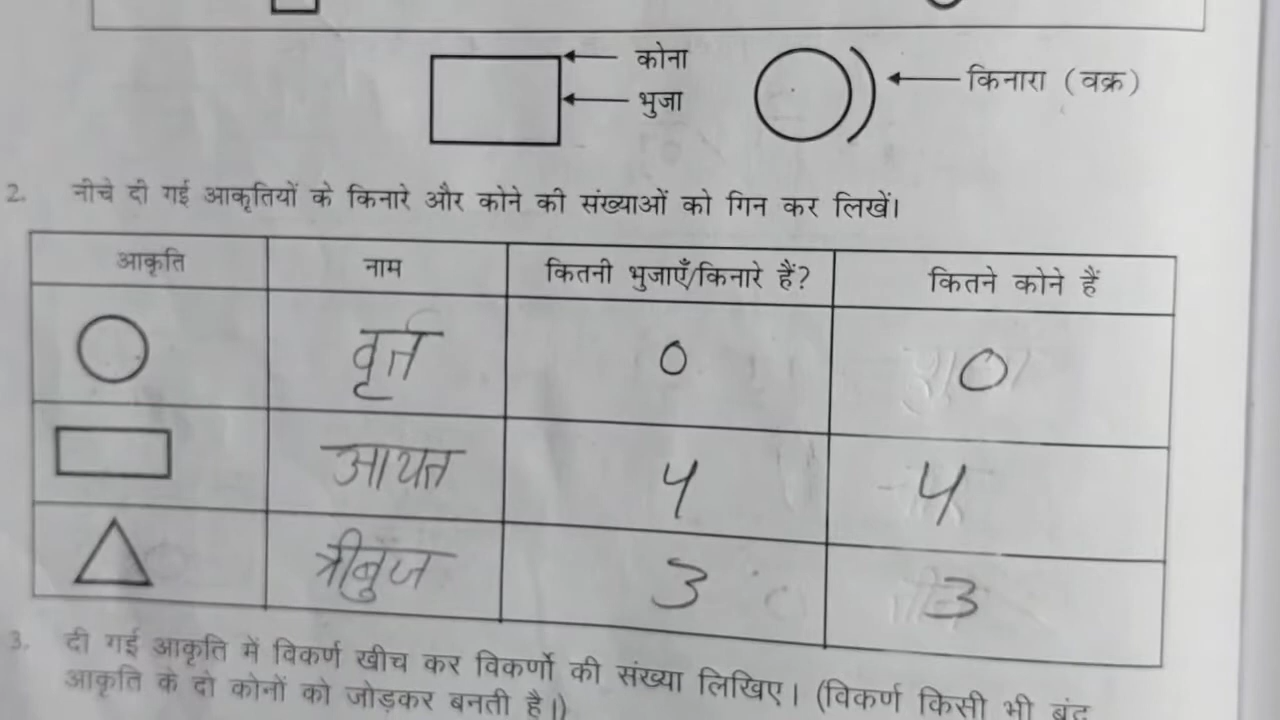 कोना
भुजा
किनारा (वक्र)
2. नीचे दी गई आकृतियों के किनारे और कोने की संख्याओं को गिन कर लिखें।
आकृति नाम कितनी भुजाएँ/किनारे हैं? कितने कोने हैं
वृर्त्त 0 0
आयत 4 4
त्रीबुज 3 3
3. दी गई आकृति में विकर्ण खीच कर विकर्णो की संख्या लिखिए। (विकर्ण किसी भी बंद
आकृति के दो कोनों को जोड़कर बनती है।)